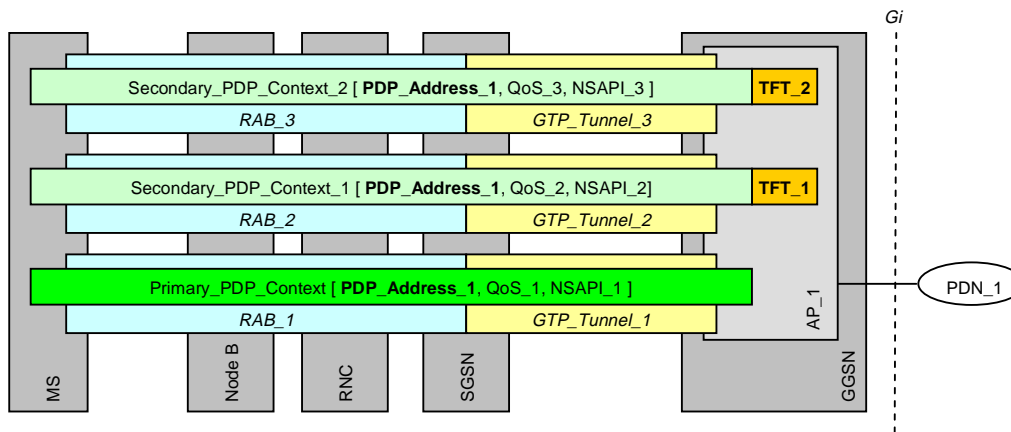 Gi
Secondary_PDP_Context_2 [ PDP_Address_1, QoS_3, NSAPI_3 ]
TFT_2
RAB_3
GTP_Tunnel_3
Secondary_PDP_Context_1 [ PDP_Address_1, QoS_2, NSAPI_2]
TFT_1
RAB_2
GTP_Tunnel_2
Primary_PDP_Context [ PDP_Address_1, QoS_1, NSAPI_1 ]
RAB_1
GTP_Tunnel_1
AP_1
PDN_1
MS
Node B
RNC
SGSN
GGSN